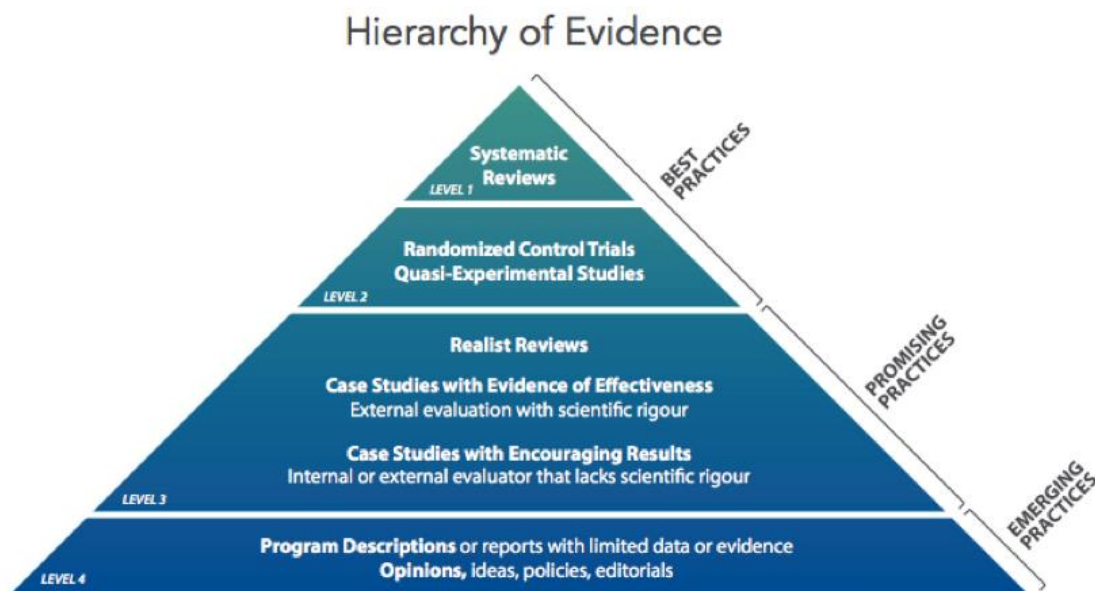 Hierarchy of Evidence
Systematic
Reviews
LEVEL 1
BEST
PRACTICES
Randomized Control Trials
Quasi-Experimental Studies
LEVEL 2
Realist Reviews
Case Studies with Evidence of Effectiveness
External evaluation with scientific rigour
Case Studies with Encouraging Results
Internal or external evaluator that lacks scientific rigour
LEVEL 3
PROMISING
PRACTICES
Program Descriptions or reports with limited data or evidence
Opinions, ideas, policies, editorials
LEVEL 4
EMERGING
PRACTICES